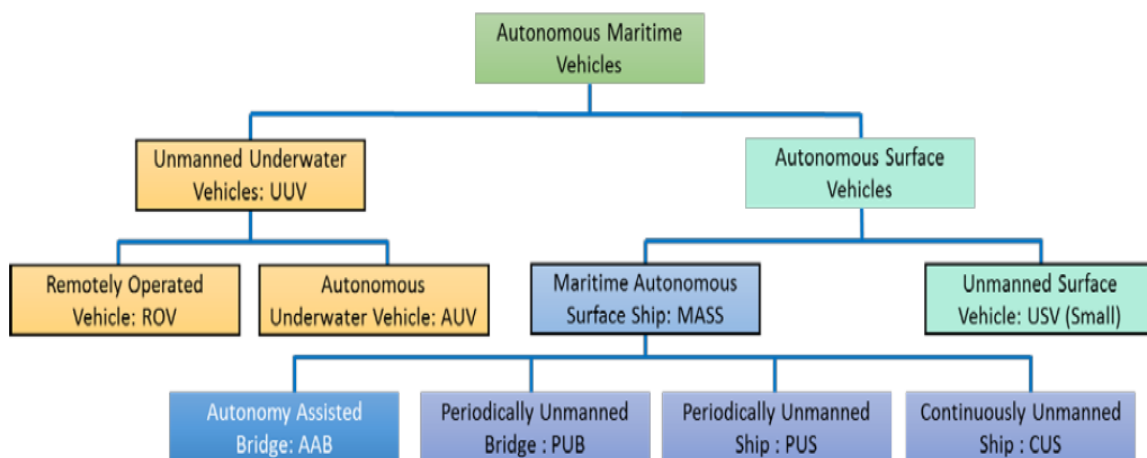 Autonomous Maritime
Vehicles
Unmanned Underwater
Vehicles: UUV
Autonomous Surface
Vehicles
Remotely Operated
Vehicle: ROV
Autonomous
Underwater Vehicle: AUV
Maritime Autonomous
Surface Ship: MASS
Unmanned Surface
Vehicle: USV (Small)
Autonomy Assisted
Bridge: AAB
Periodically Unmanned
Bridge : PUB
Periodically Unmanned
Ship : PUS
Continuously Unmanned
Ship : CUS